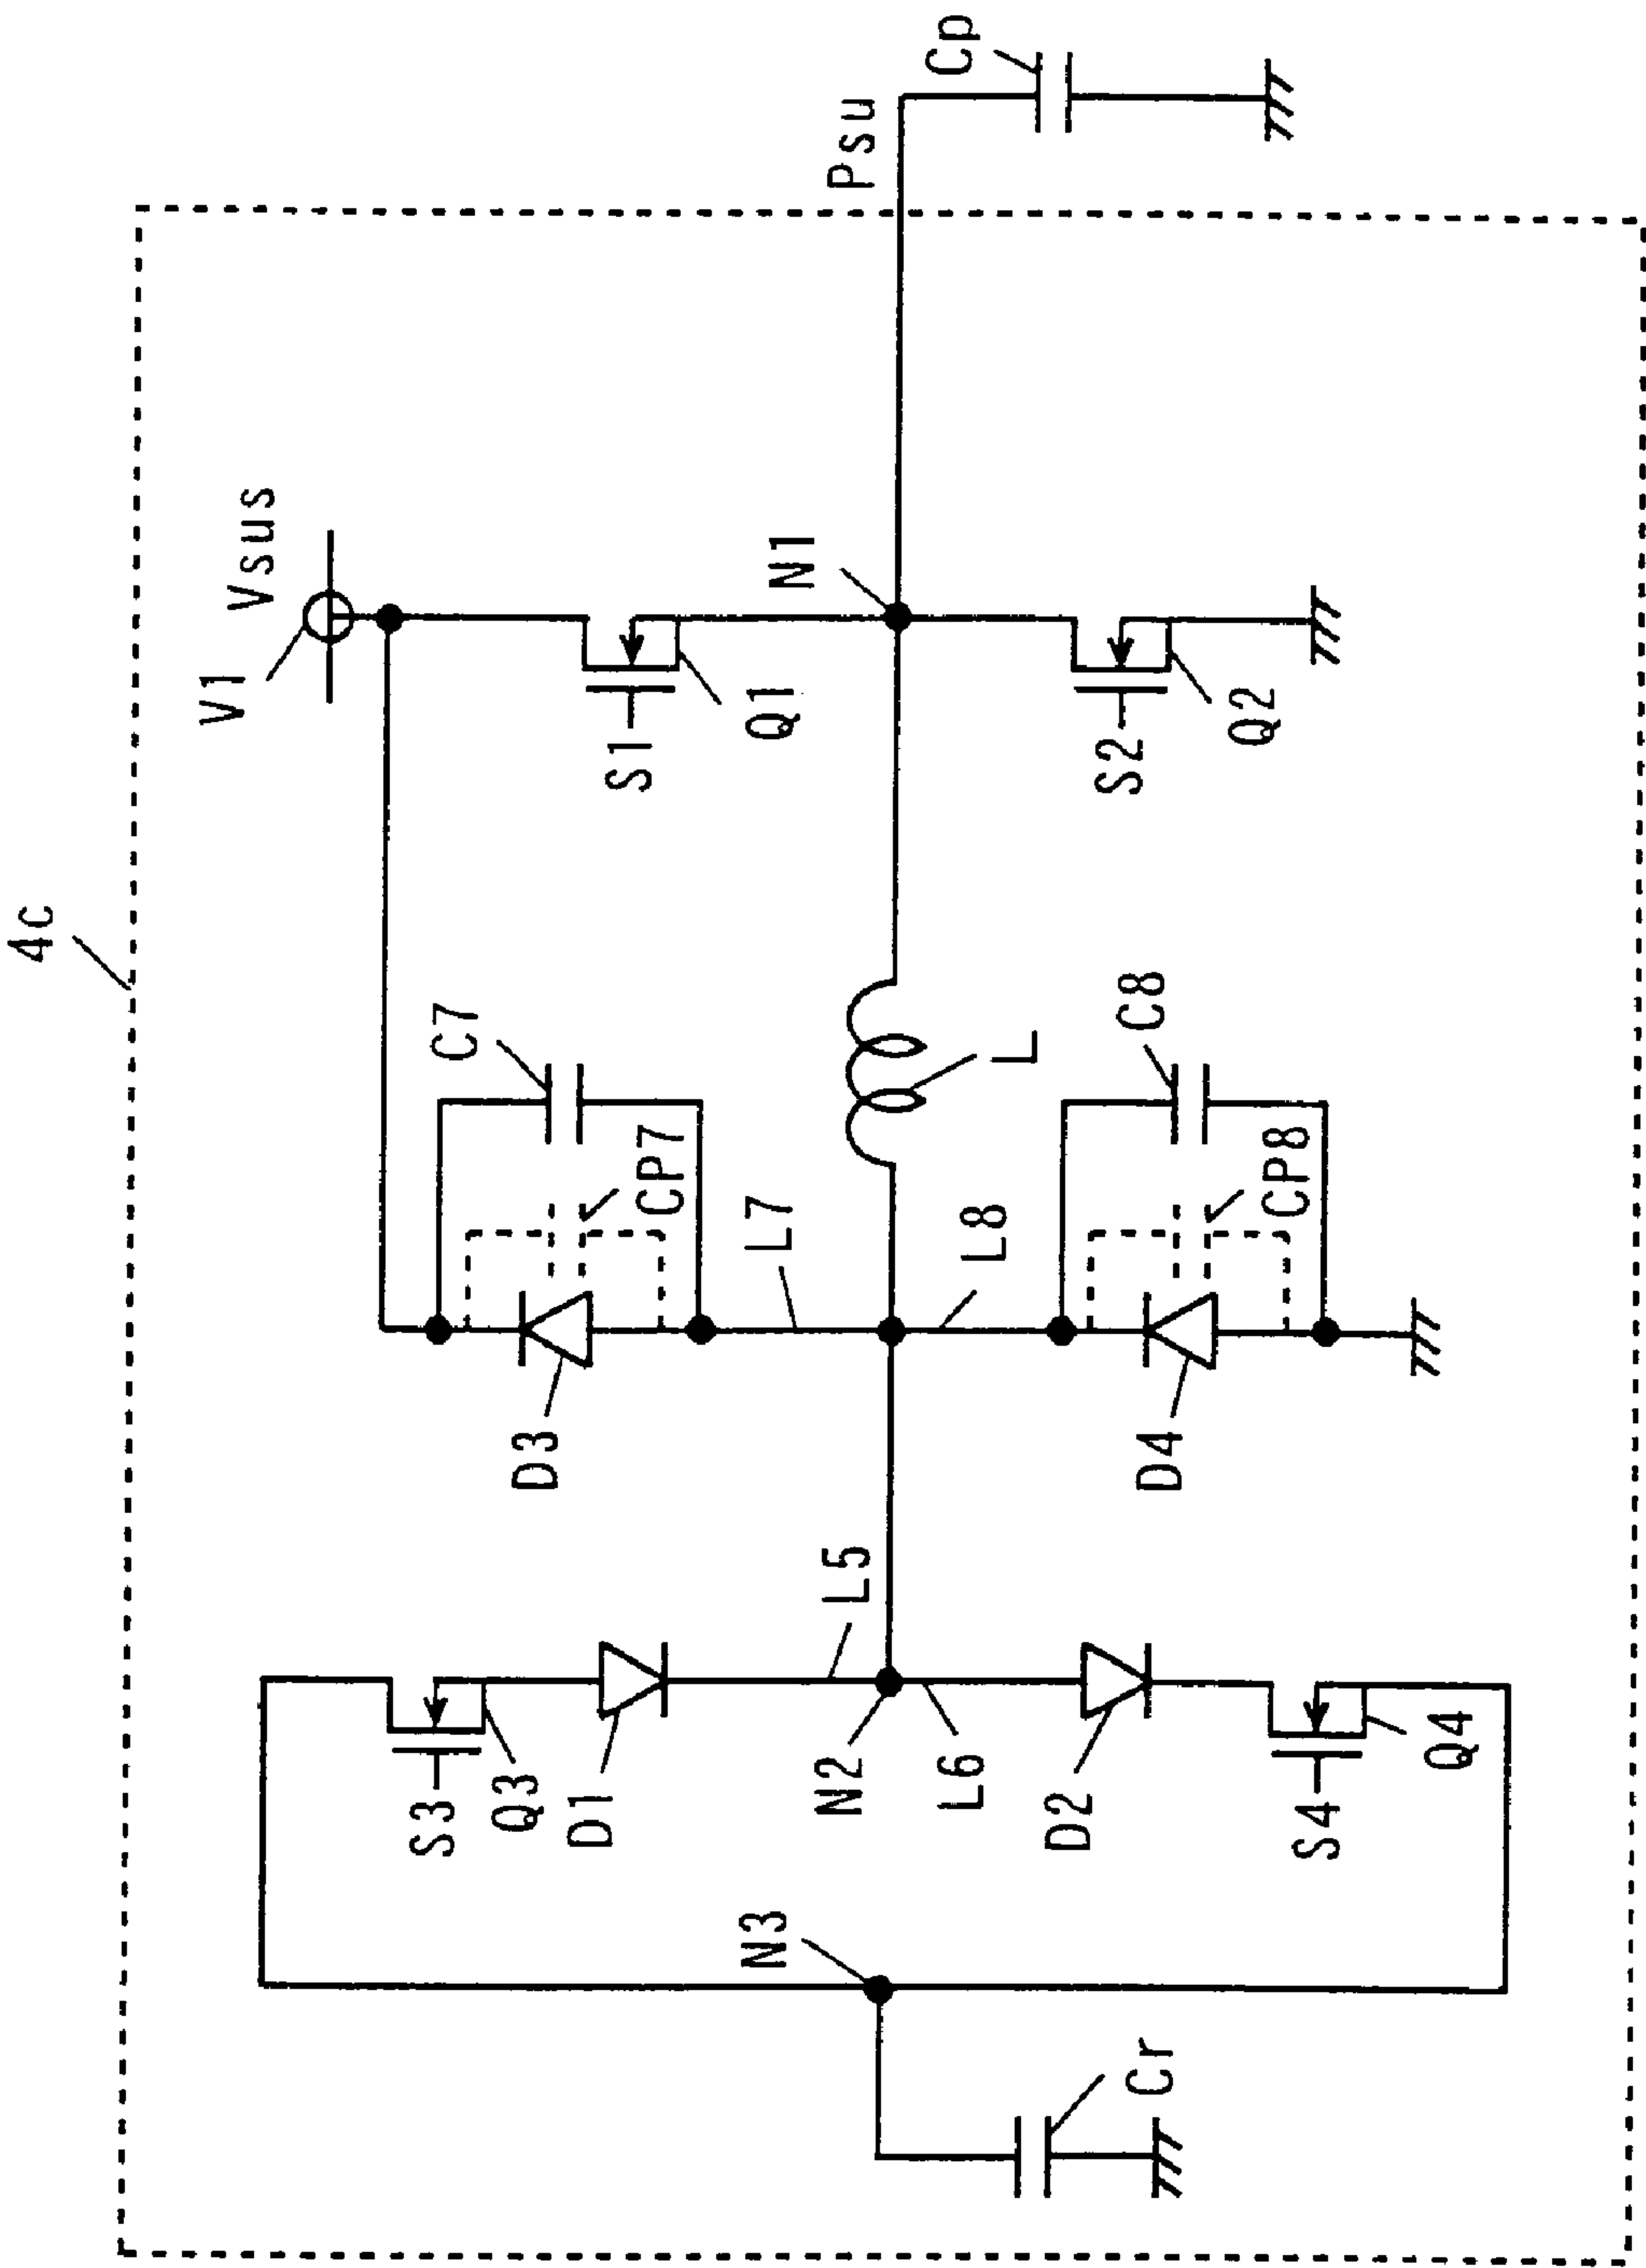 4c
V1
Vsus
C7
CP7
D3
L7
S1
Q1
N1
Psu
Cp
S3
Q3
D1
L5
N2
L6
D2
S4
Q4
N3
Cr
L
L8
C8
CP8
D4
S2
Q2